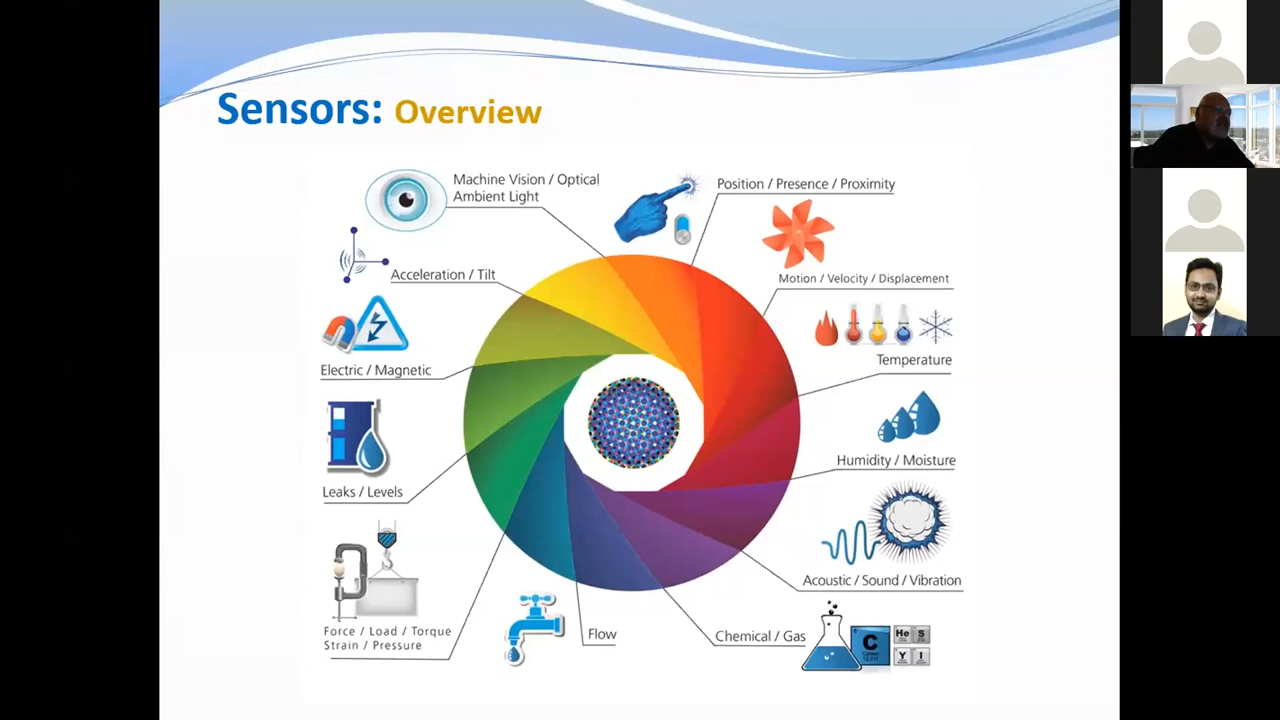 Sensors: Overview
Machine Vision / Optical
Ambient Light
Position / Presence / Proximity
Acceleration / Tilt
Motion / Velocity / Displacement
Electric / Magnetic
Temperature
Leaks / Levels
Humidity / Moisture
Acoustic / Sound / Vibration
Force / Load / Torque
Strain / Pressure
Flow
Chemical / Gas
C
He S
Y I